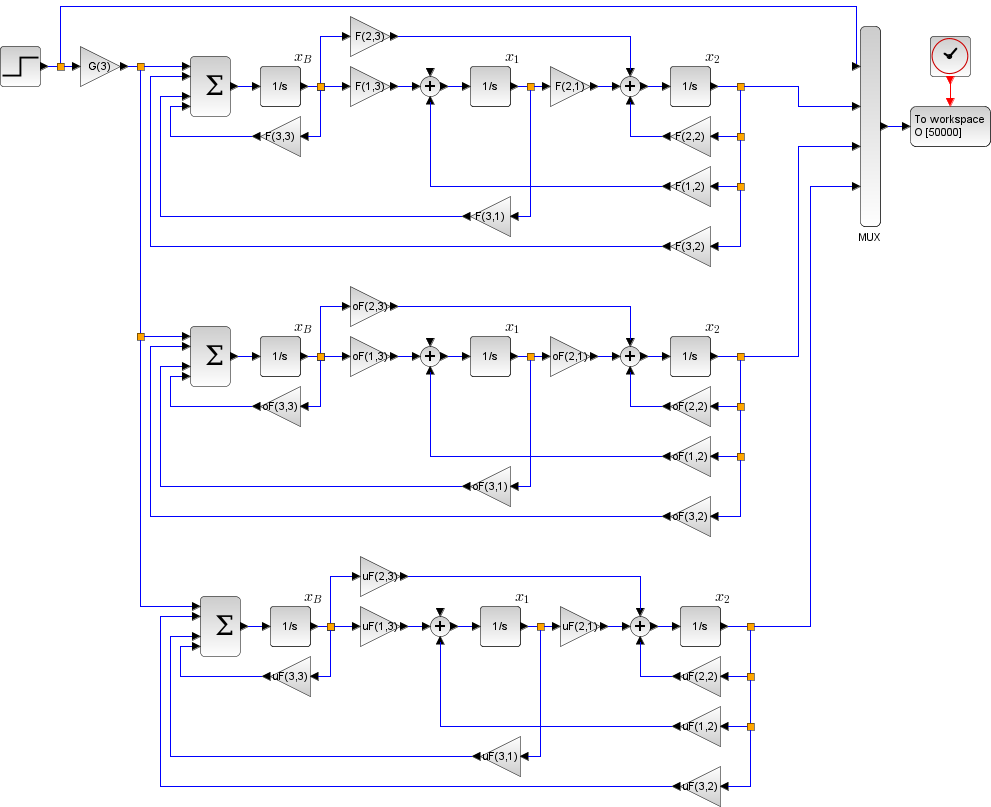 F(2,3)
x_B
x_1
x_2
G(3)
Σ
1/s
F(1,3)
1/s
F(2,1)
1/s
To workspace
O [50000]
F(3,3)
F(2,2)
F(1,2)
F(3,1)
F(3,2)
MUX
oF(2,3)
x_B
x_1
x_2
Σ
1/s
oF(1,3)
1/s
oF(2,1)
1/s
oF(3,3)
oF(2,2)
oF(1,2)
oF(3,1)
oF(3,2)
uF(2,3)
x_B
x_1
x_2
Σ
1/s
uF(1,3)
1/s
uF(2,1)
1/s
uF(3,3)
uF(2,2)
uF(1,2)
uF(3,1)
uF(3,2)